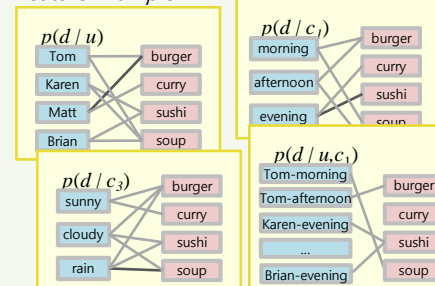 p(d / u)
Tom
burger
Karen
curry
Matt
sushi
Brian
soup
p(d / c₁)
morning
burger
curry
afternoon
sushi
evening
soup
p(d / c₃)
sunny
burger
curry
cloudy
sushi
rain
soup
p(d / u,c₁)
Tom-morning
burger
Tom-afternoon
curry
Karen-evening
sushi
...
soup
Brian-evening